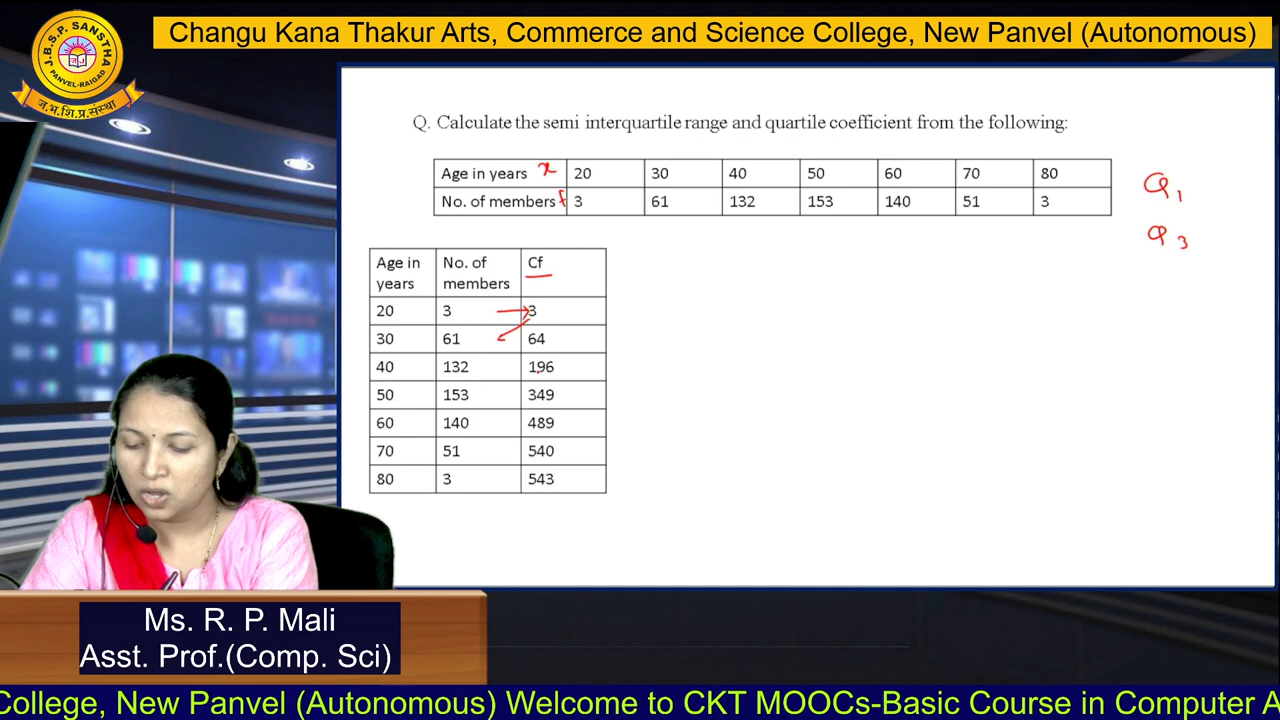 Changu Kana Thakur Arts, Commerce and Science College, New Panvel (Autonomous)
J.B.S.P. SANSTHA
PANVEL-RAIGAD
ज.भ.शि.प्र.संस्था
Q. Calculate the semi interquartile range and quartile coefficient from the following:
Age in years x 20 30 40 50 60 70 80
No. of members f 3 61 132 153 140 51 3
Q1
Q3
Age in years No. of members Cf
20 3 3
30 61 64
40 132 196
50 153 349
60 140 489
70 51 540
80 3 543
Ms. R. P. Mali
Asst. Prof.(Comp. Sci)
College, New Panvel (Autonomous) Welcome to CKT MOOCs-Basic Course in Computer A